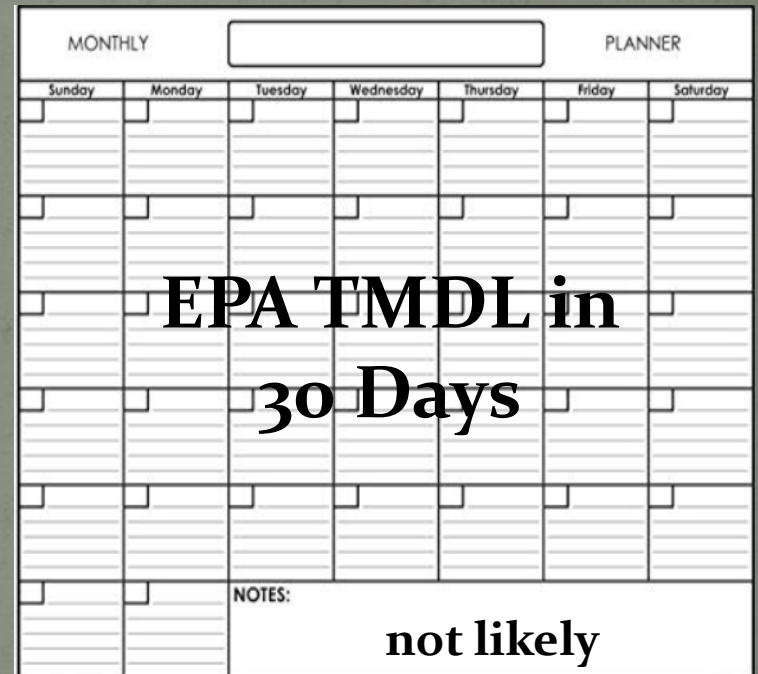 MONTHLY PLANNER
Sunday Monday Tuesday Wednesday Thursday Friday Saturday
EPA TMDL in
30 Days
NOTES:
not likely